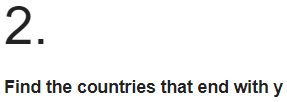 2.
Find the countries that end with y